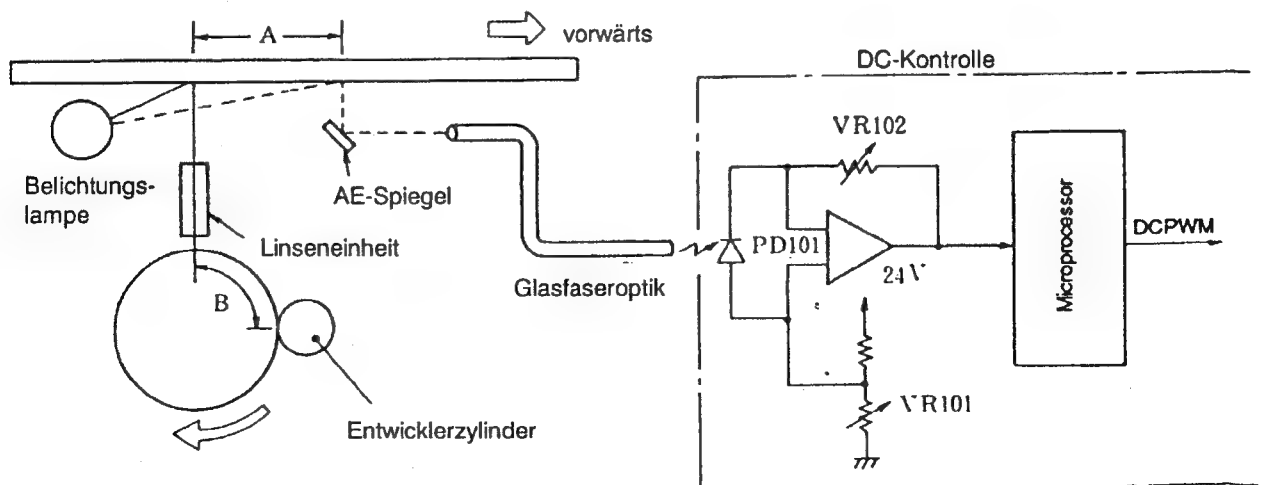 A
vorwärts
DC-Kontrolle
VR102
Belichtungs-
lampe
AE-Spiegel
Linseneinheit
PD101
24V
Microprocessor
DCPWM
Glasfaseroptik
B
VR101
Entwicklerzylinder